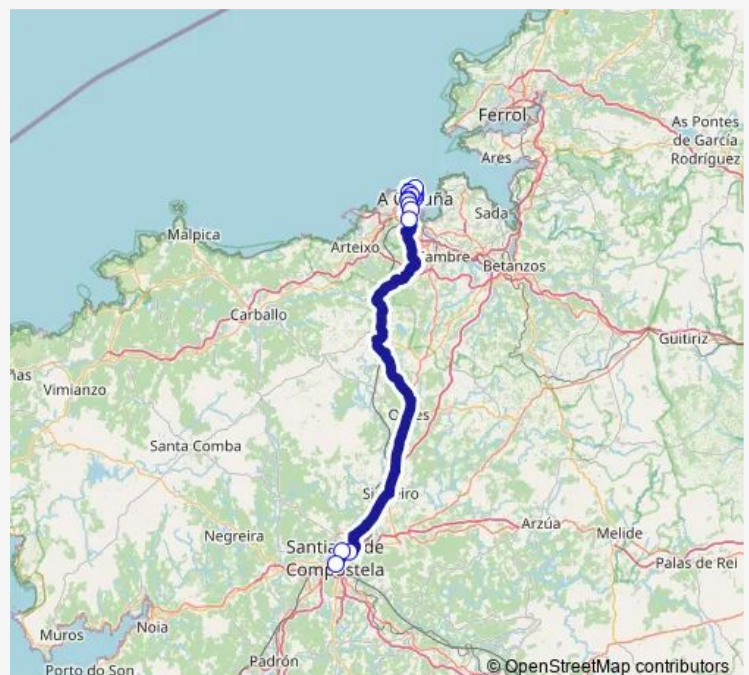 Ferrol
As Pontes
de García
Rodríguez
Ares
Sada
Malpica
Arteixo
Betanzos
Carballo
Guitiriz
Vimianzo
Santa Comba
Negreira
Arzúa
Melide
Palas de Rei
Muros
Noia
Padrón
Porto do Son
© OpenStreetMap contributors